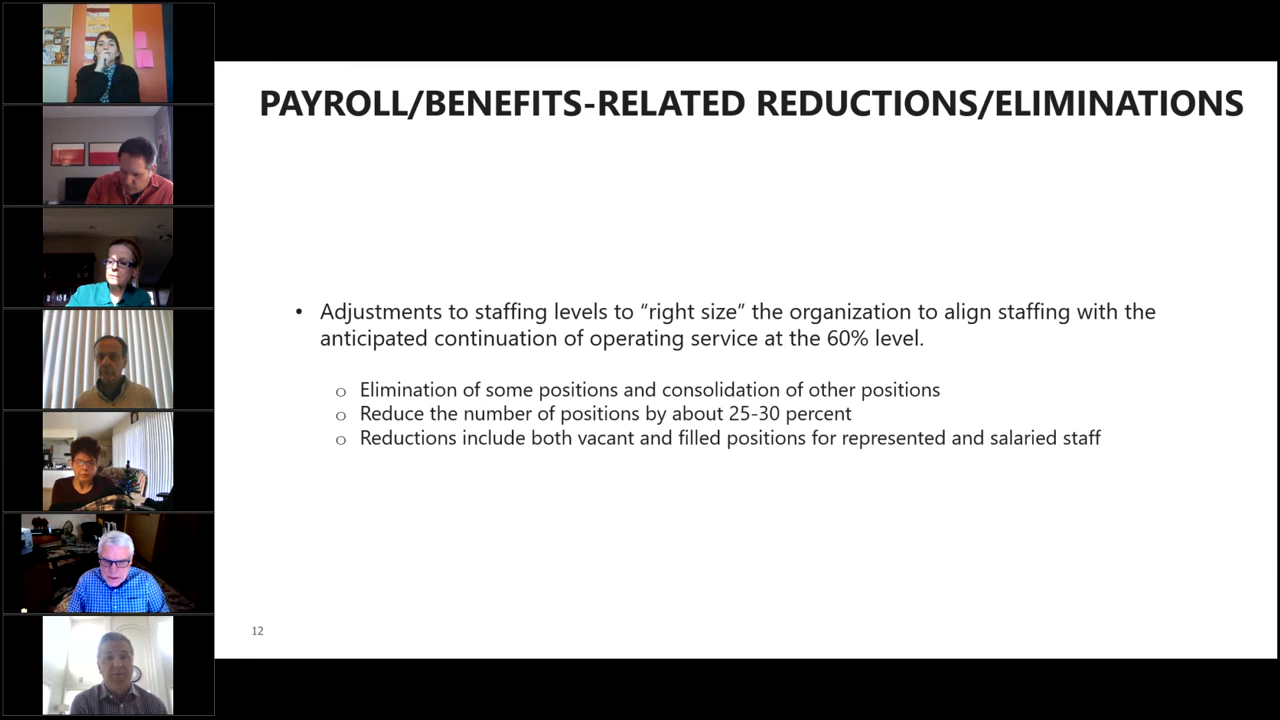 PAYROLL/BENEFITS-RELATED REDUCTIONS/ELIMINATIONS
• Adjustments to staffing levels to “right size” the organization to align staffing with the
anticipated continuation of operating service at the 60% level.
o Elimination of some positions and consolidation of other positions
o Reduce the number of positions by about 25-30 percent
o Reductions include both vacant and filled positions for represented and salaried staff
12